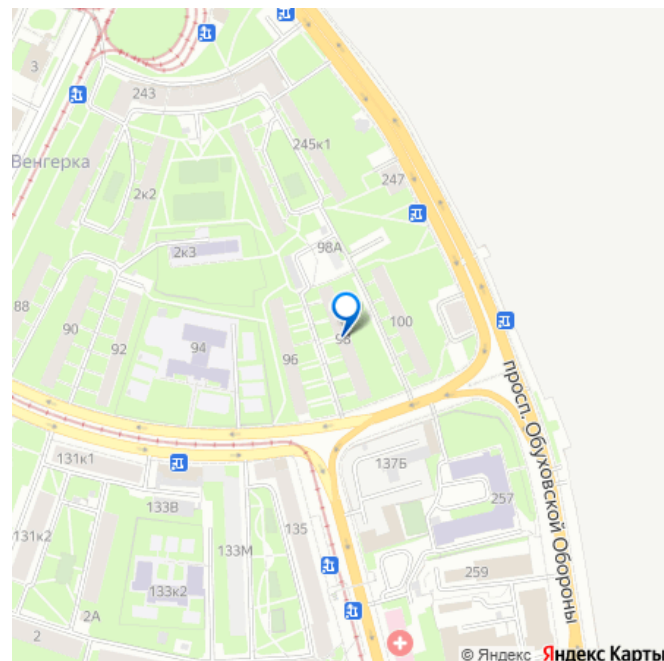 3
243
Венгерка
245к1
247
2к2
2к3
98А
88
90
92
94
96
98
100
просп. Обуховской Обороны
131к1
133В
137Б
257
131к2
133М
135
133к2
259
2А
2
© Яндекс Яндекс Карты